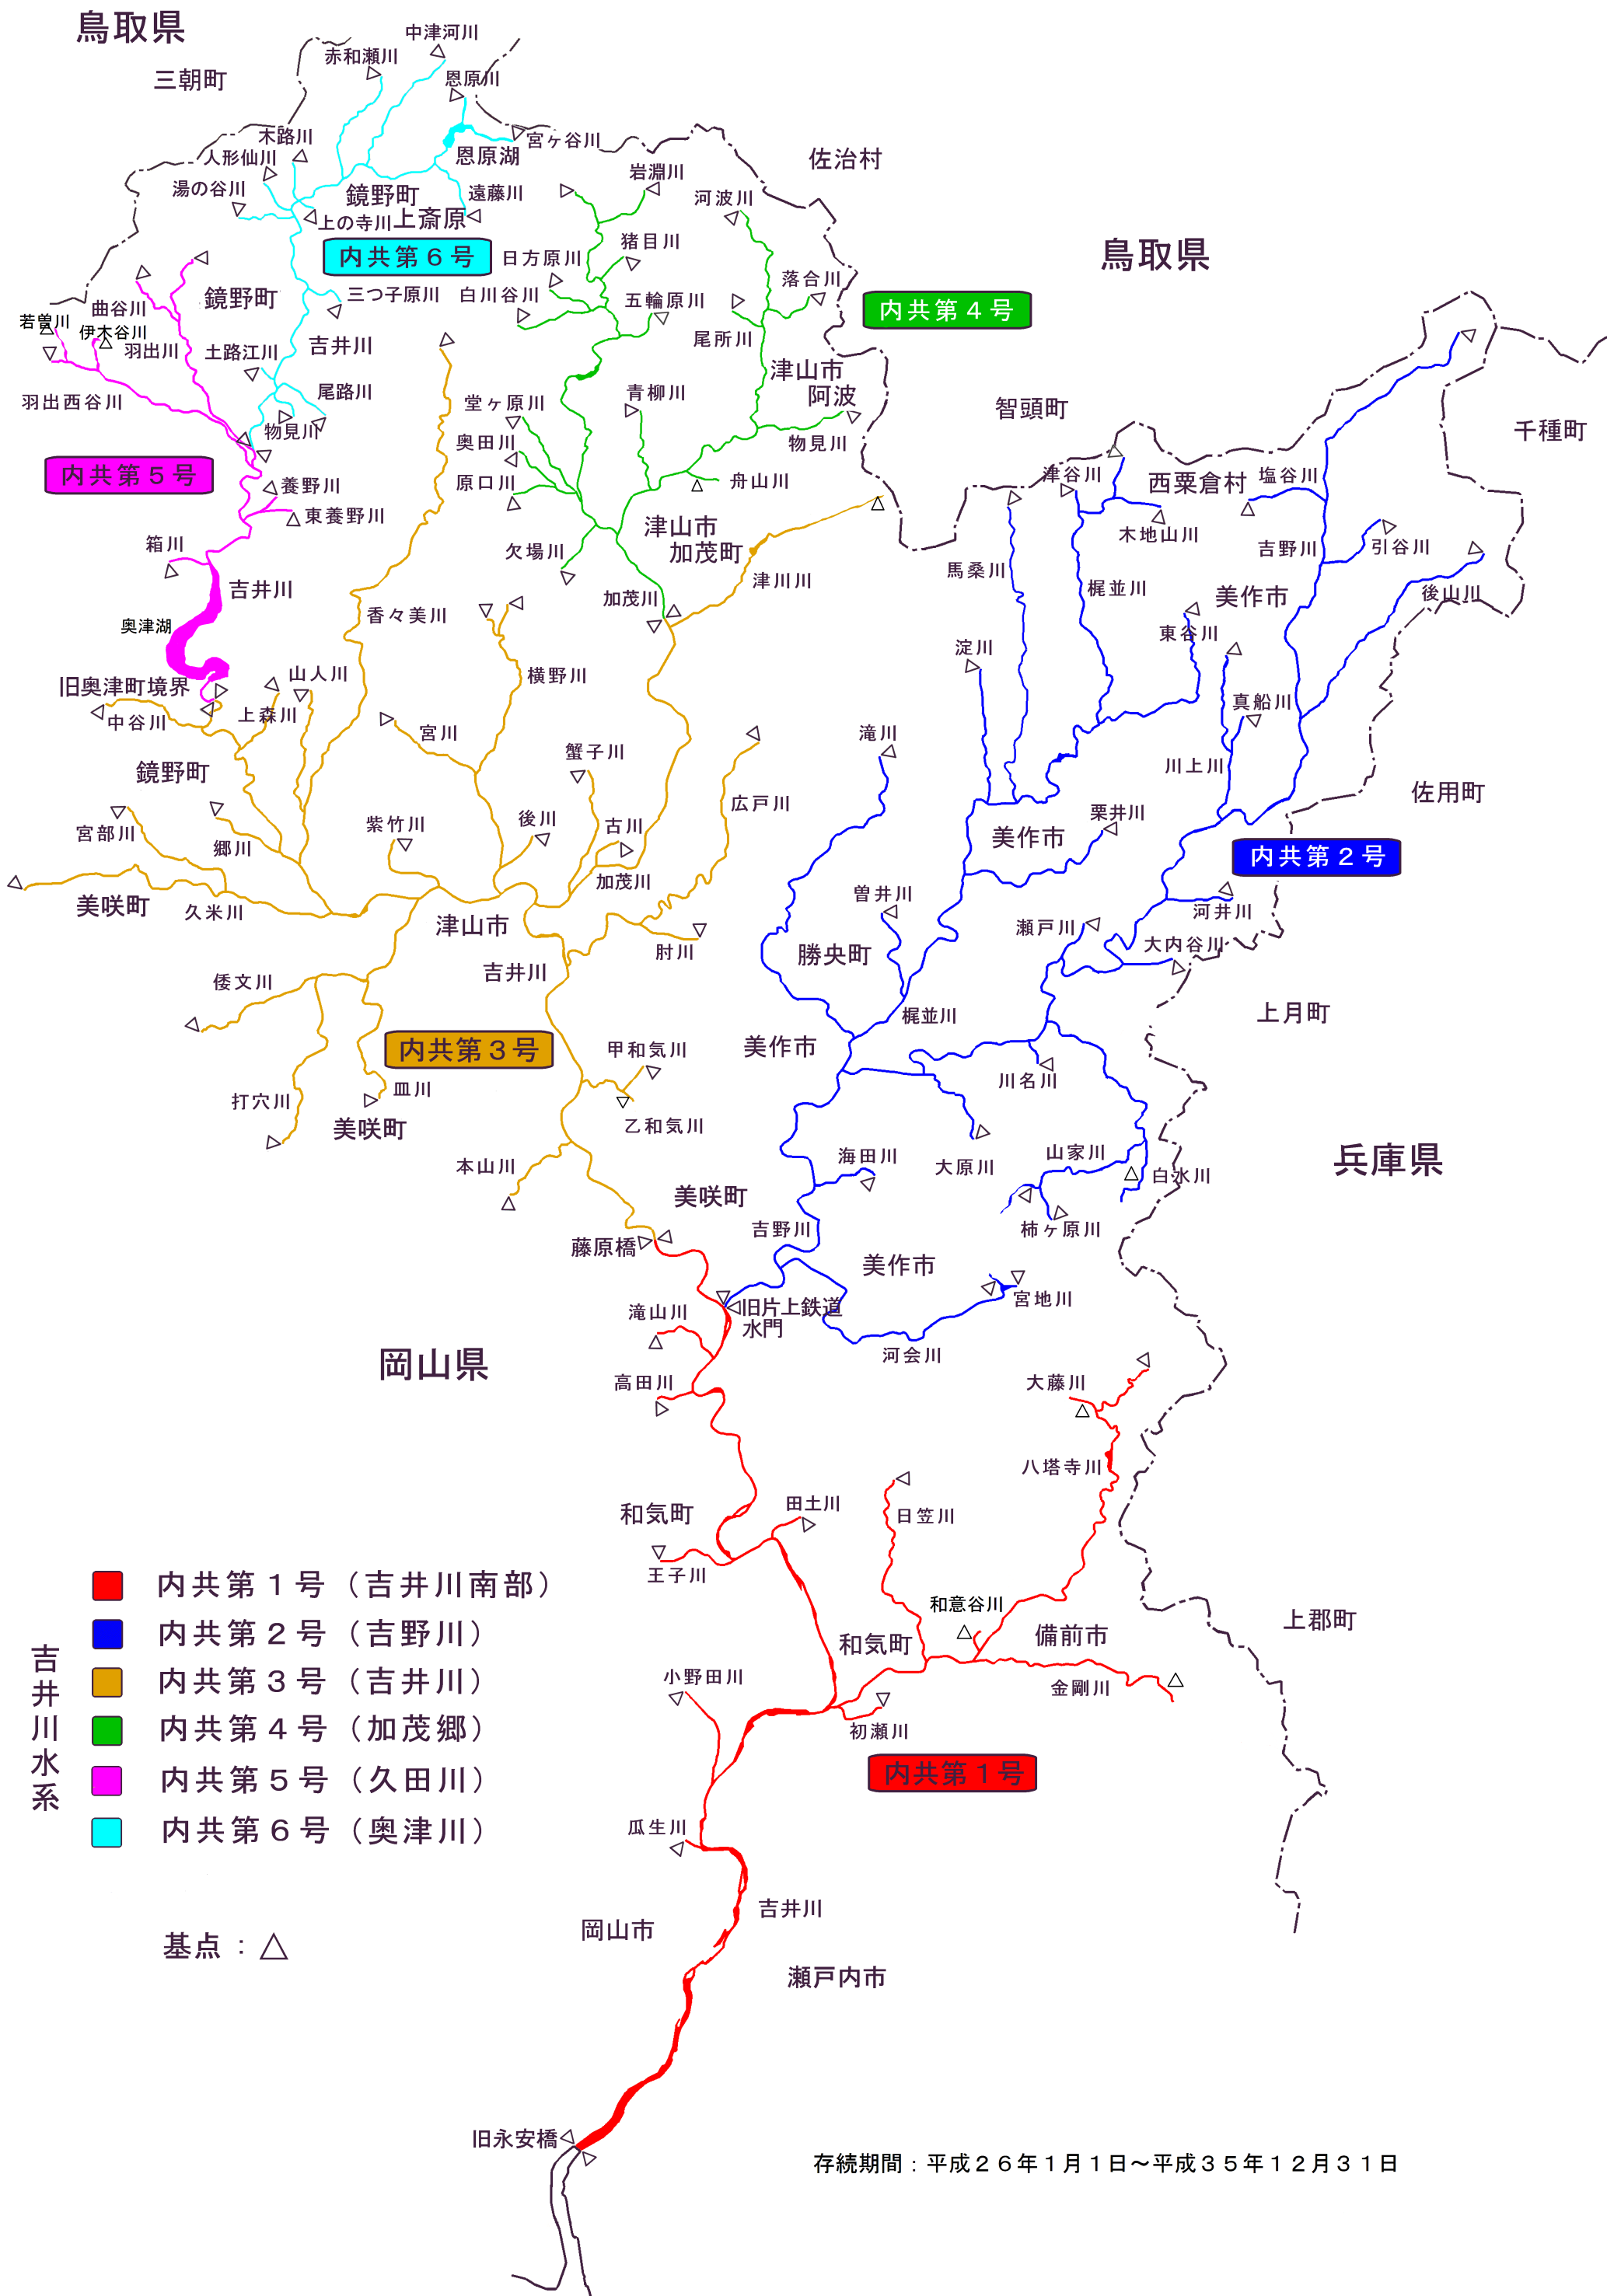 鳥取県
三朝町
赤和瀬川
中津河川
恩原川
宮ヶ谷川
恩原湖
木路川
人形仙川
湯の谷川
鏡野町
上斎原
遠藤川
上の寺川
内共第６号
岩淵川
河波川
佐治村
猪目川
日方原川
白川谷川
五輪原川
落合川
尾所川
内共第４号
鳥取県
三つ子原川
鏡野町
曲谷川
若曽川
伊木谷川
羽出川
土路江川
吉井川
尾路川
羽出西谷川
物見川
内共第５号
養野川
東養野川
箱川
吉井川
奥津湖
旧奥津町境界
堂ヶ原川
奥田川
原口川
青柳川
津山市
阿波
物見川
舟山川
津山市
加茂町
欠場川
加茂川
津川川
智頭町
千種町
津谷川
西粟倉村
塩谷川
木地山川
吉野川
引谷川
馬桑川
梶並川
美作市
後山川
東谷川
淀川
真船川
川上川
佐用町
香々美川
横野川
山人川
上森川
中谷川
宮川
蟹子川
滝川
広戸川
鏡野町
宮部川
郷川
紫竹川
後川
古川
加茂川
美咲町
久米川
津山市
肘川
吉井川
倭文川
内共第３号
甲和気川
乙和気川
打穴川
皿川
美咲町
本山川
美作市
栗井川
内共第２号
曽井川
河井川
瀬戸川
大内谷川
勝央町
梶並川
上月町
美作市
川名川
海田川
大原川
山家川
白水川
柿ヶ原川
兵庫県
美咲町
吉野川
藤原橋
美作市
宮地川
旧片上鉄道
水門
河会川
滝山川
岡山県
高田川
大藤川
八塔寺川
和気町
田土川
日笠川
王子川
和意谷川
備前市
上郡町
和気町
金剛川
小野田川
初瀬川
内共第１号
吉井川水系
内共第１号（吉井川南部）
内共第２号（吉野川）
内共第３号（吉井川）
内共第４号（加茂郷）
内共第５号（久田川）
内共第６号（奥津川）
瓜生川
基点：△
岡山市
吉井川
瀬戸内市
旧永安橋
存続期間：平成２６年１月１日～平成３５年１２月３１日